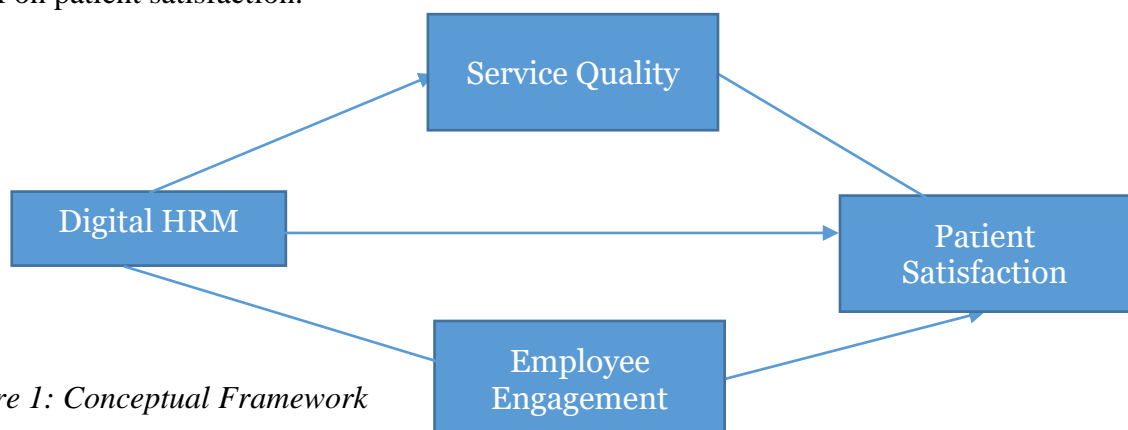 on patient satisfaction.
Service Quality
Digital HRM
Patient
Satisfaction
Employee
Engagement
re 1: Conceptual Framework